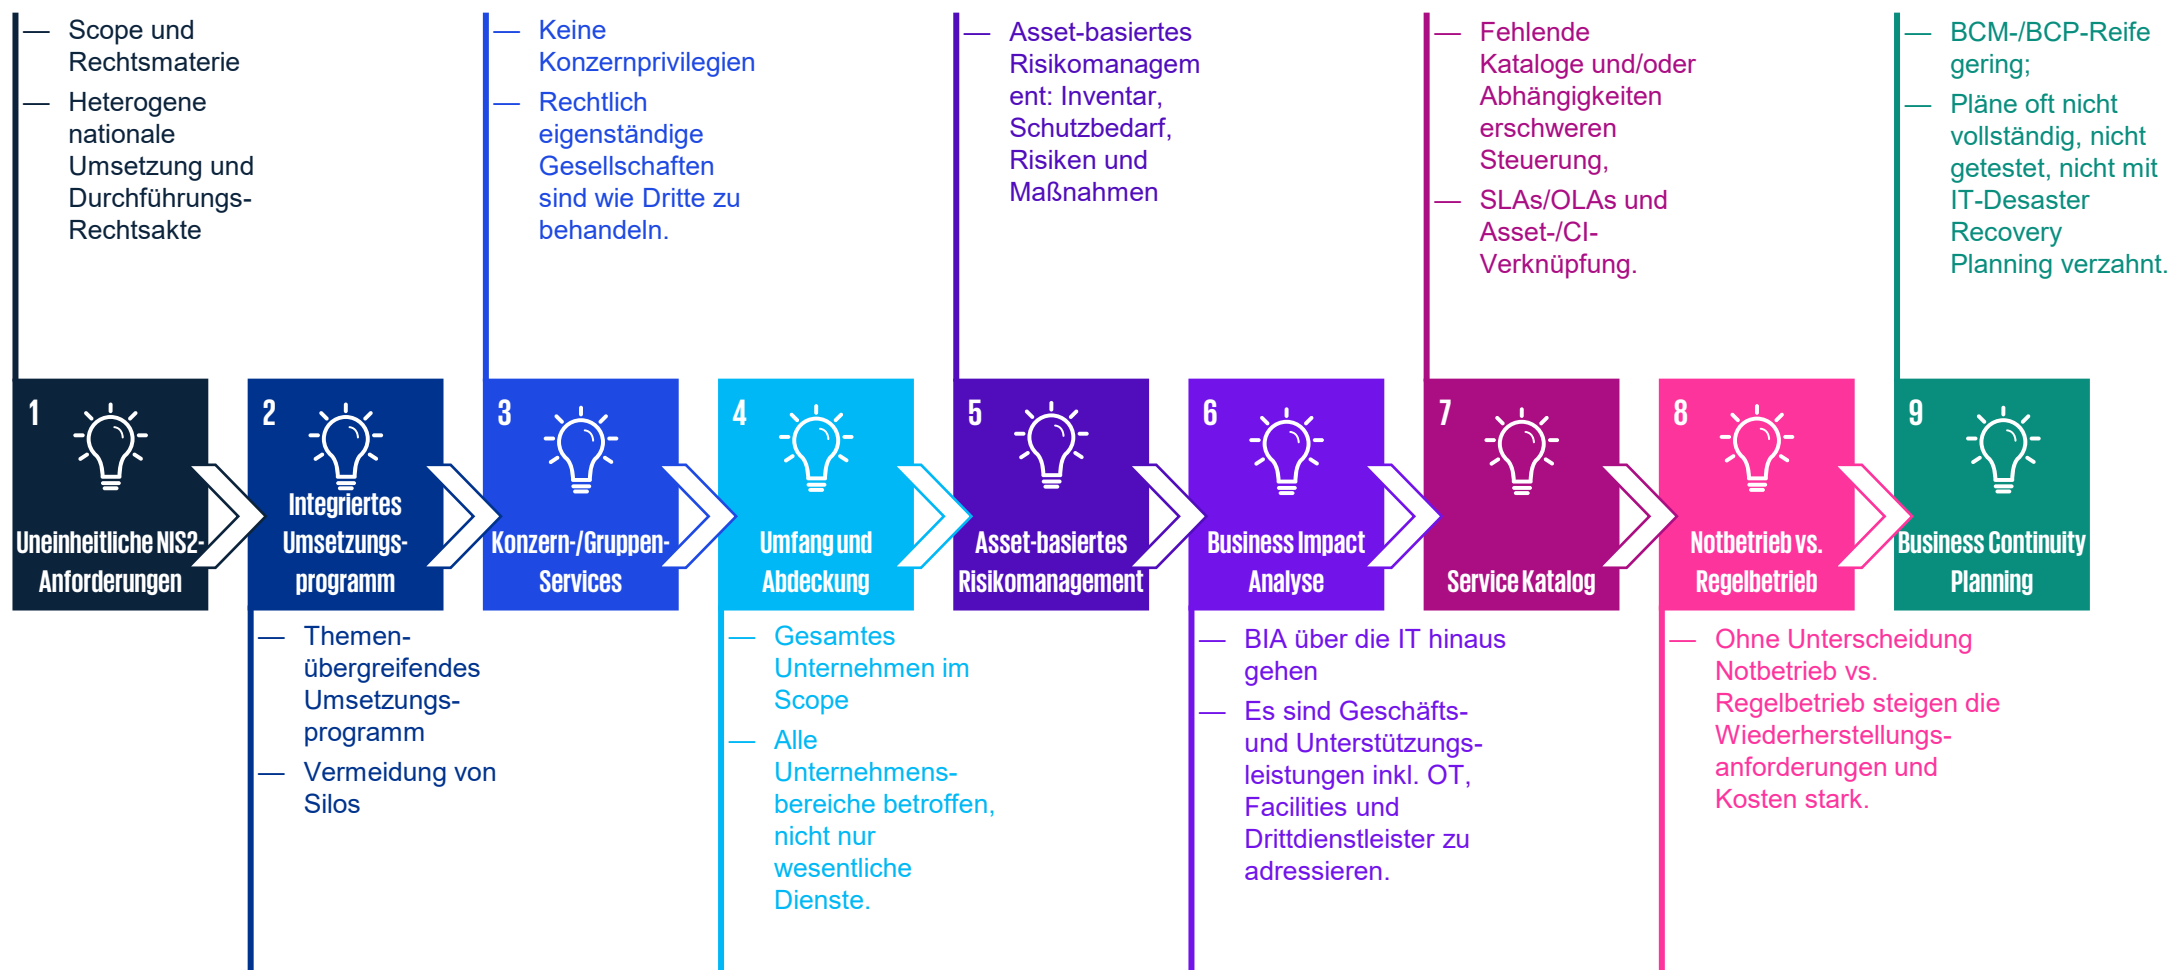 — Scope und
Rechtsmaterie
— Heterogene
nationale
Umsetzung und
Durchführungs-
Rechtsakte
1
Uneinheitliche NIS2-
Anforderungen
2
Integriertes
Umsetzungs-
programm
— Themen-
übergreifendes
Umsetzungs-
programm
— Vermeidung von
Silos
— Keine
Konzernprivilegien
— Rechtlich
eigenständige
Gesellschaften
sind wie Dritte zu
behandeln.
3
Konzern-/Gruppen-
Services
4
Umfang und
Abdeckung
— Gesamtes
Unternehmen im
Scope
— Alle
Unternehmens-
bereiche betroffen,
nicht nur
wesentliche
Dienste.
— Asset-basiertes
Risikomanagem
ent: Inventar,
Schutzbedarf,
Risiken und
Maßnahmen
5
Asset-basiertes
Risikomanagement
6
Business Impact
Analyse
— BIA über die IT hinaus
gehen
— Es sind Geschäfts-
und Unterstützungs-
leistungen inkl. OT,
Facilities und
Drittdienstleister zu
adressieren.
— Fehlende
Kataloge und/oder
Abhängigkeiten
erschweren
Steuerung,
— SLAs/OLAs und
Asset-/CI-
Verknüpfung.
7
Service Katalog
8
Notbetrieb vs.
Regelbetrieb
— Ohne Unterscheidung
Notbetrieb vs.
Regelbetrieb steigen die
Wiederherstellungs-
anforderungen und
Kosten stark.
— BCM-/BCP-Reife
gering;
— Pläne oft nicht
vollständig, nicht
getestet, nicht mit
IT-Desaster
Recovery
Planning verzahnt.
9
Business Continuity
Planning